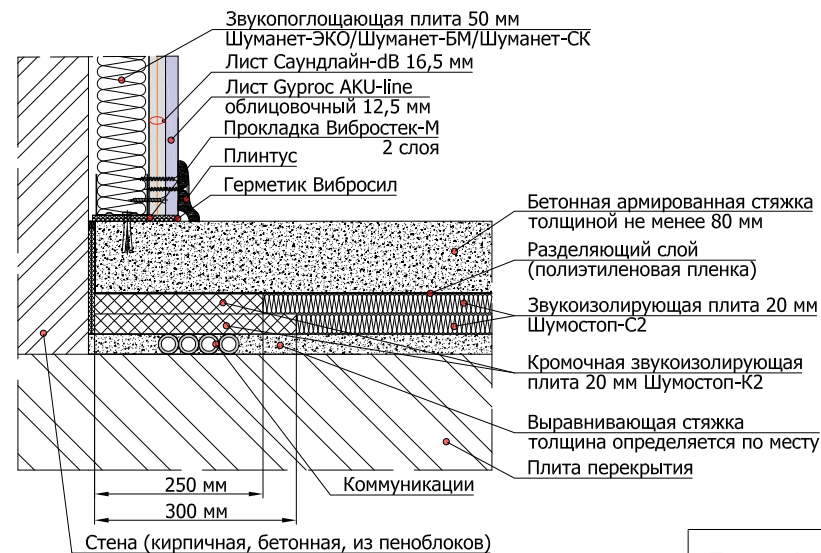 Звукопоглощающая плита 50 мм
Шуманет-ЭКО/Шуманет-БМ/Шуманет-СК
Лист Саундлайн-dB 16,5 мм
Лист Gyproc AKU-line
облицовочный 12,5 мм
Прокладка Вибростек-М
2 слоя
Плинтус
Герметик Вибросил
Бетонная армированная стяжка
толщиной не менее 80 мм
Разделяющий слой
(полиэтиленовая пленка)
Звукоизолирующая плита 20 мм
Шумостоп-С2
Кромочная звукоизолирующая
плита 20 мм Шумостоп-К2
Выравнивающая стяжка
толщина определяется по месту
Плита перекрытия
250 мм
Коммуникации
300 мм
Стена (кирпичная, бетонная, из пеноблоков)